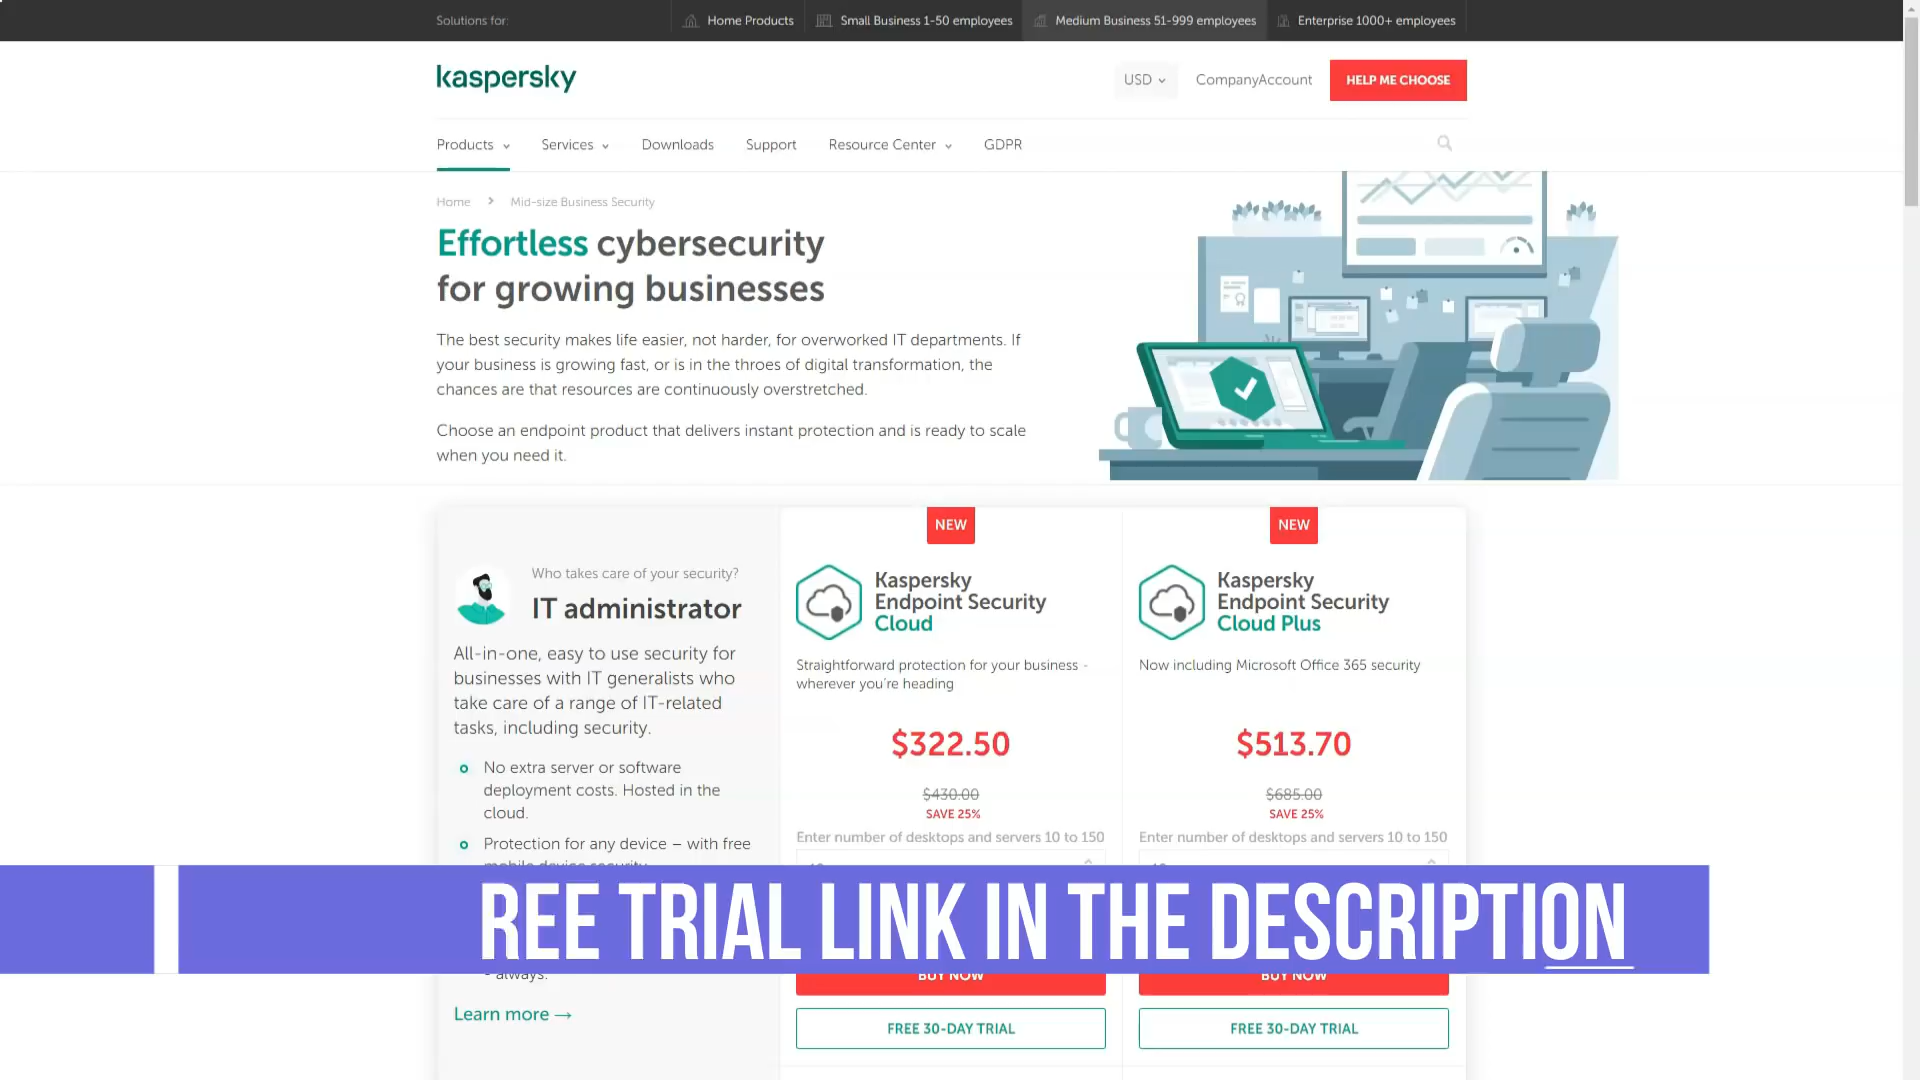 Solutions for:
Home Products
Small Business 1-50 employees
Medium Business 51-999 employees
Enterprise 1000+ employees
kaspersky
USD
CompanyAccount
HELP ME CHOOSE
Products
Services
Downloads
Support
Resource Center
GDPR
Home
Mid-size Business Security
Effortless cybersecurity
for growing businesses
The best security makes life easier, not harder, for overworked IT departments. If
your business is growing fast, or is in the throes of digital transformation, the
chances are that resources are continuously overstretched.
Choose an endpoint product that delivers instant protection and is ready to scale
when you need it.
Who takes care of your security?
IT administrator
All-in-one, easy to use security for
businesses with IT generalists who
take care of a range of IT-related
tasks, including security.
No extra server or software
deployment costs. Hosted in the
cloud.
Protection for any device – with free
mobile device security
- always.
Learn more →
NEW
Kaspersky
Endpoint Security
Cloud
Straightforward protection for your business -
wherever you're heading
$322.50
$430.00
SAVE 25%
Enter number of desktops and servers 10 to 150
BUY NOW
FREE 30-DAY TRIAL
NEW
Kaspersky
Endpoint Security
Cloud Plus
Now including Microsoft Office 365 security
$513.70
$685.00
SAVE 25%
Enter number of desktops and servers 10 to 150
BUY NOW
FREE 30-DAY TRIAL
REE TRIAL LINK IN THE DESCRIPTION